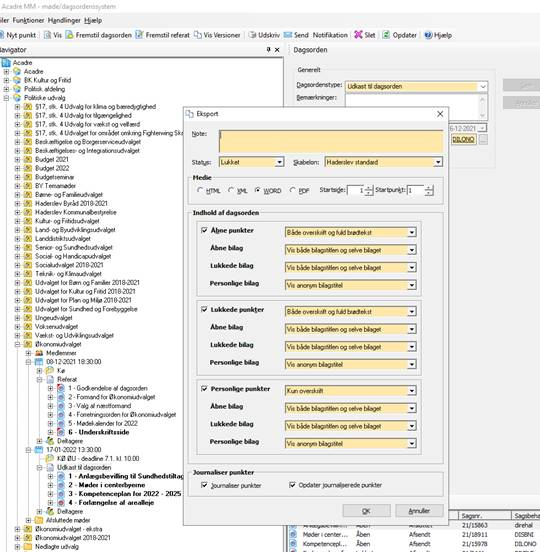 Acadre MM - møde/dagsordenssystem
iler Funktioner Handlinger Hjælp
Nyt punkt Vis Fremstil dagsorden Fremstil referat Vis Versioner Udskriv Send Notifikation Slet Opdater Hjælp
Navigator
Acadre
Acadre
BK Kultur og Fritid
Politisk afdeling
Politiske udvalg
§17, stk. 4 Udvalg for klima og bæredygtighed
§17, stk. 4 Udvalg for tilgængelighed
§17, stk. 4 Udvalg for vækst og velfærd
§17, stk. 4 Udvalget for området omkring Fighterwing Ska
Beskæftigelse og Borgerserviceudvalget
Beskæftigelses- og Integrationsudvalget
Budget 2021
Budget 2022
Budgetseminar
BY Temamøder
Børne- og Familieudvalget
Haderslev Byråd 2018-2021
Haderslev Kommunalbestyrelse
Kultur- og Fritidsudvalget
Land- og Byudviklingsudvalget
Landdistriktsudvalget
Senior- og Sundhedsudvalget
Social- og Handicapudvalget
Socialudvalget 2018-2021
Teknik- og Klimaudvalget
Udvalget for Børn og Familier 2018-2021
Udvalget for Kultur og Fritid 2018-2021
Udvalget for Plan og Miljø 2018-2021
Udvalget for Sundhed og Forebyggelse
Ungeudvalget
Voksenudvalget
Vækst- og Udviklingsudvalget
Økonomiudvalget
Medlemmer
08-12-2021 18:30:00
Kø
Referat
1 - Godkendelse af dagsorden
2 - Formand for Økonomiudvalget
3 - Valg af næstformand
4 - Forretningsorden for Økonomiudvalget
5 - Mødekalender for 2022
6 - Underskriftsside
Deltagere
17-01-2022 13:30:00
KØ ØU - deadline 7.1. kl. 10.00
Udkast til dagsorden
1 - Anlægsbevilling til Sundhedstiltag
2 - Møder i centerbyerne
3 - Kompetenceplan for 2022 - 2025
4 - Forlængelse af arealleje
Deltagere
Afsluttede møder
Økonomiudvalget - ekstra
Økonomiudvalget 2018-2021
Nedlagte udvalg
Dagsorden
Generelt
Dagsordenstype: Udkast til dagsorden
Bemærkninger:
6-12-2021
DILONO ...
Eksport
Note:
Status: Lukket Skabelon: Haderslev standard
Medie
HTML XML WORD PDF Startside: 1 Startpunkt: 1
Indhold af dagsorden
Åbne punkter Både overskrift og fuld brødtekst
Åbne bilag Vis både bilagstitlen og selve bilaget
Lukkede bilag Vis både bilagstitlen og selve bilaget
Personlige bilag Vis anonym bilagstitel
Lukkede punkter Både overskrift og fuld brødtekst
Åbne bilag Vis både bilagstitlen og selve bilaget
Lukkede bilag Vis både bilagstitlen og selve bilaget
Personlige bilag Vis anonym bilagstitel
Personlige punkter Kun overskrift
Åbne bilag Vis både bilagstitlen og selve bilaget
Lukkede bilag Vis både bilagstitlen og selve bilaget
Personlige bilag Vis anonym bilagstitel
Journaliser punkter
Journaliser punkter Opdater journaliserede punkter
OK Annuller
Sagsnr. Sagsbeha
Åben 21/15863 direhal
Møder i center... Åben Afsendt 21/18911 DISBNI
Kompetencepl... Åben Afsendt 21/15978 DILONO